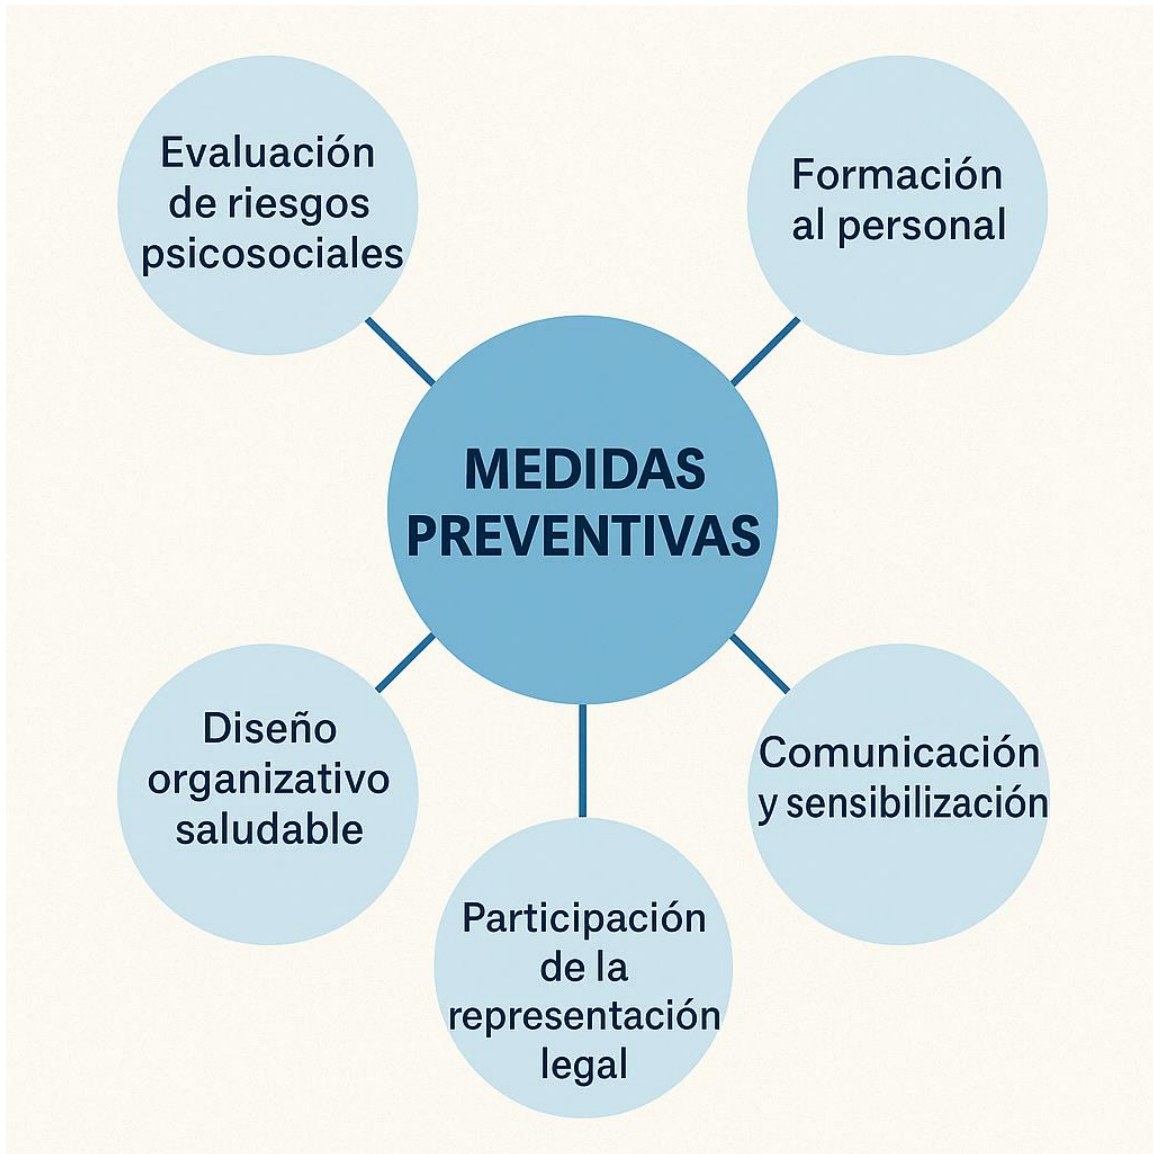 Evaluación
de riesgos
psicosociales
Formación
al personal
MEDIDAS
PREVENTIVAS
Diseño
organizativo
saludable
Comunicación
y sensibilización
Participación
de la
representación
legal